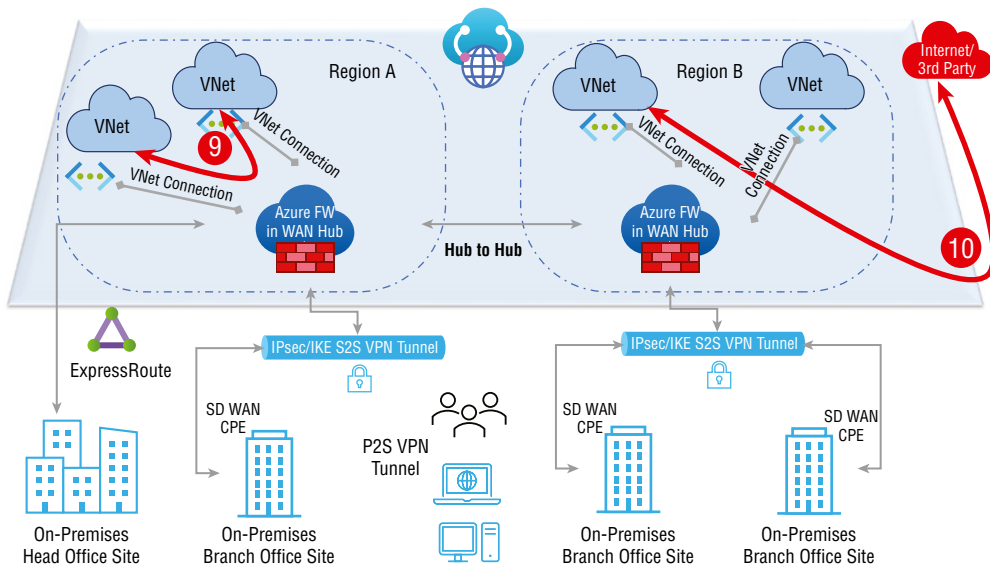 Internet/
3rd Party
Region A
Region B
VNet
VNet
VNet
VNet
9
VNet Connection
VNet Connection
VNet Connection
VNet
Connection
Azure FW
in WAN Hub
Hub to Hub
Azure FW
in WAN Hub
10
ExpressRoute
IPsec/IKE S2S VPN Tunnel
IPsec/IKE S2S VPN Tunnel
SD WAN
CPE
P2S VPN
Tunnel
SD WAN
CPE
SD WAN
CPE
On-Premises
Head Office Site
On-Premises
Branch Office Site
On-Premises
Branch Office Site
On-Premises
Branch Office Site